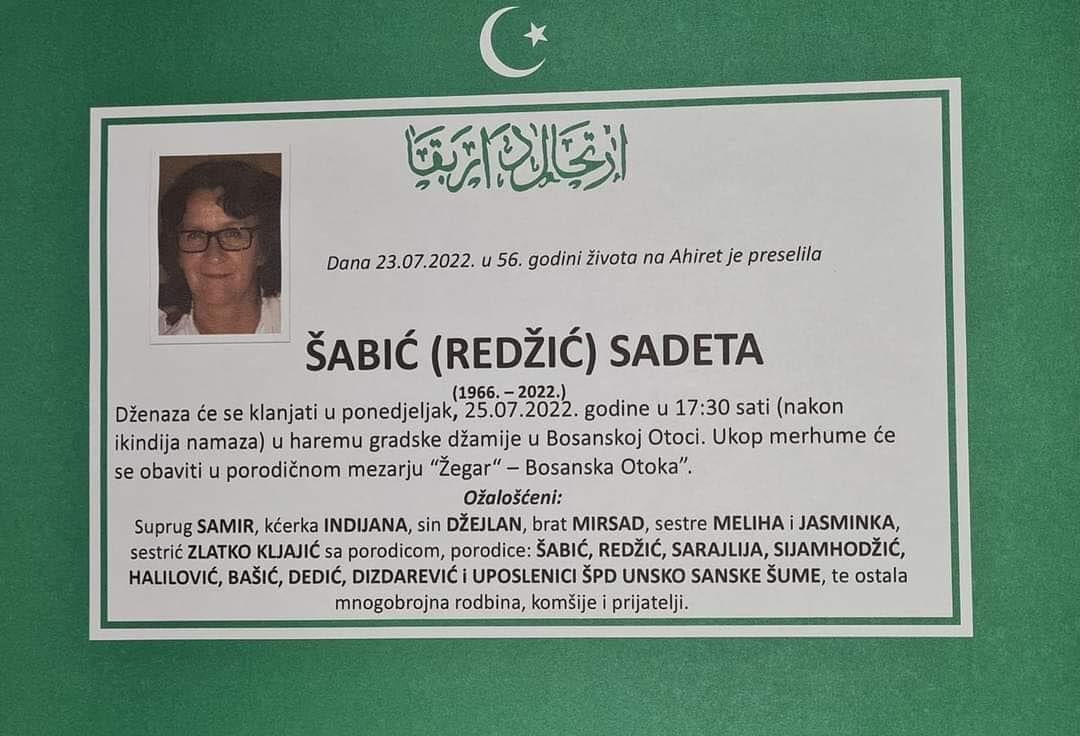 ارتحال دار بقا
Dana 23.07.2022. u 56. godini života na Ahiret je preselila
ŠABIĆ (REDŽIĆ) SADETA
(1966. – 2022.)
Dženaza će se klanjati u ponedjeljak, 25.07.2022. godine u 17:30 sati (nakon
ikindija namaza) u haremu gradske džamije u Bosanskoj Otoci. Ukop merhume će
se obaviti u porodičnom mezarju “Žegar“ – Bosanska Otoka”.
Ožalošćeni:
Suprug SAMIR, kćerka INDIJANA, sin DŽEJLAN, brat MIRSAD, sestre MELIHA i JASMINKA,
sestrić ZLATKO KLJAJIĆ sa porodicom, porodice: ŠABIĆ, REDŽIĆ, SARAJLIJA, SIJAMHODŽIĆ,
HALILOVIĆ, BAŠIĆ, DEDIĆ, DIZDAREVIĆ i UPOSLENICI ŠPD UNSKO SANSKE ŠUME, te ostala
mnogobrojna rodbina, komšije i prijatelji.